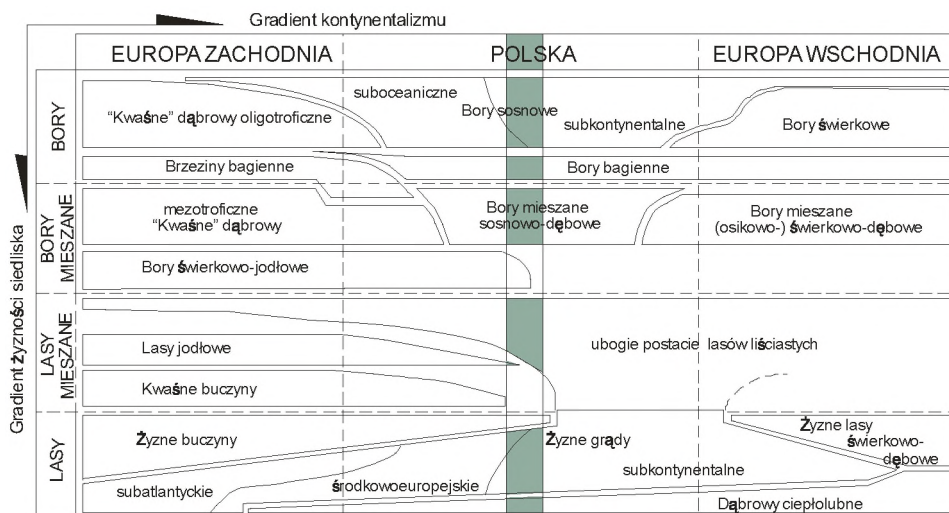 Gradient kontynentalizmu
EUROPA ZACHODNIA
POLSKA
EUROPA WSCHODNIA
Gradient żyzności siedliska
BORY
suboceaniczne
"Kwaśne" dąbrowy oligotroficzne
Bory sosnowe
subkontynentalne
Bory świerkowe
Brzeziny bagienne
Bory bagienne
BORY
MIESZANE
mezotroficzne
"Kwaśne" dąbrowy
Bory mieszane
sosnowo-dębowe
Bory mieszane
(osikowo-) świerkowo-dębowe
Bory świerkowo-jodłowe
LASY
MIESZANE
Lasy jodłowe
ubogie postacie lasów liściastych
Kwaśne buczyny
LASY
Żyzne buczyny
Żyzne grądy
Żyzne lasy
świerkowo-
dębowe
subatlantyckie
środkowoeuropejskie
subkontynentalne
Dąbrowy ciepłolubne